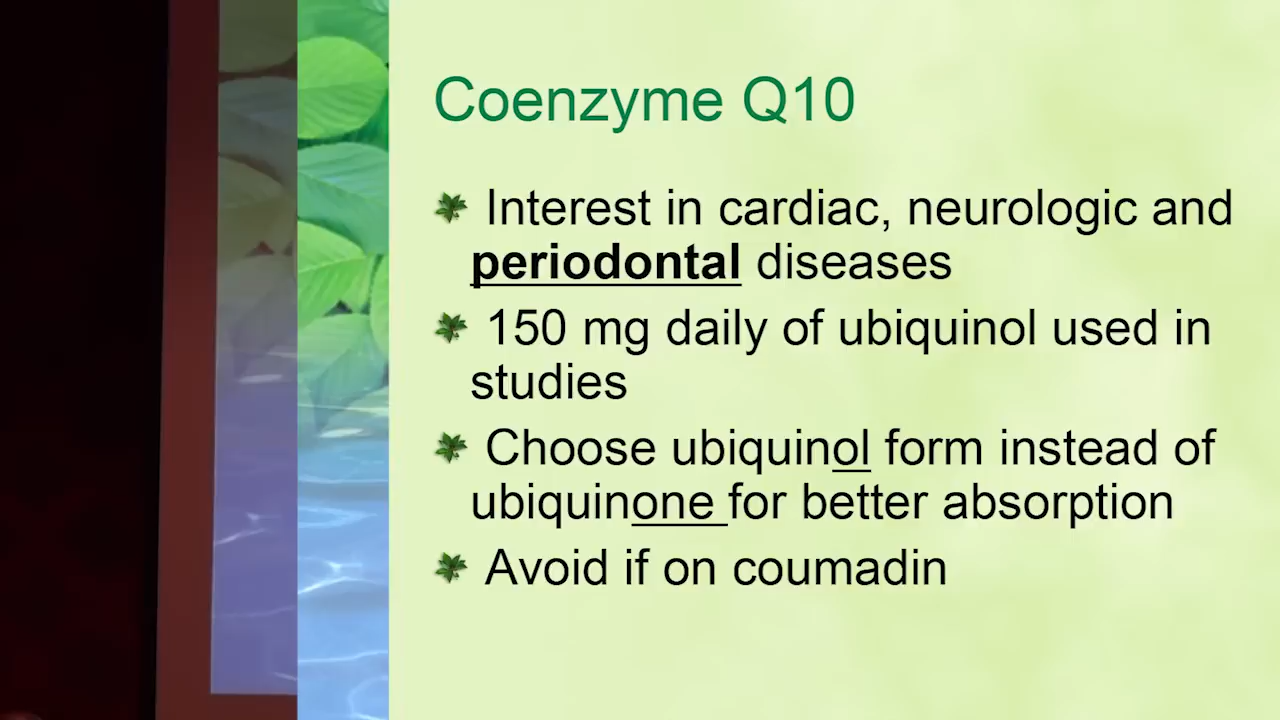 Coenzyme Q10
Interest in cardiac, neurologic and
periodontal diseases
150 mg daily of ubiquinol used in
studies
Choose ubiquinol form instead of
ubiquinone for better absorption
Avoid if on coumadin